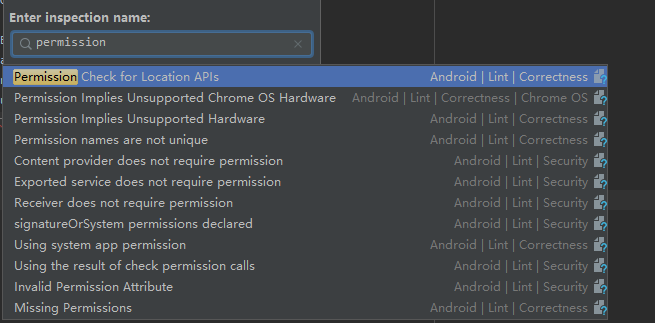 Enter inspection name:
permission
Permission Check for Location APIs Android | Lint | Correctness
Permission Implies Unsupported Chrome OS Hardware Android | Lint | Correctness | Chrome OS
Permission Implies Unsupported Hardware Android | Lint | Correctness
Permission names are not unique Android | Lint | Correctness
Content provider does not require permission Android | Lint | Security
Exported service does not require permission Android | Lint | Security
Receiver does not require permission Android | Lint | Security
signatureOrSystem permissions declared Android | Lint | Security
Using system app permission Android | Lint | Correctness
Using the result of check permission calls Android | Lint | Security
Invalid Permission Attribute Android | Lint | Security
Missing Permissions Android | Lint | Correctness